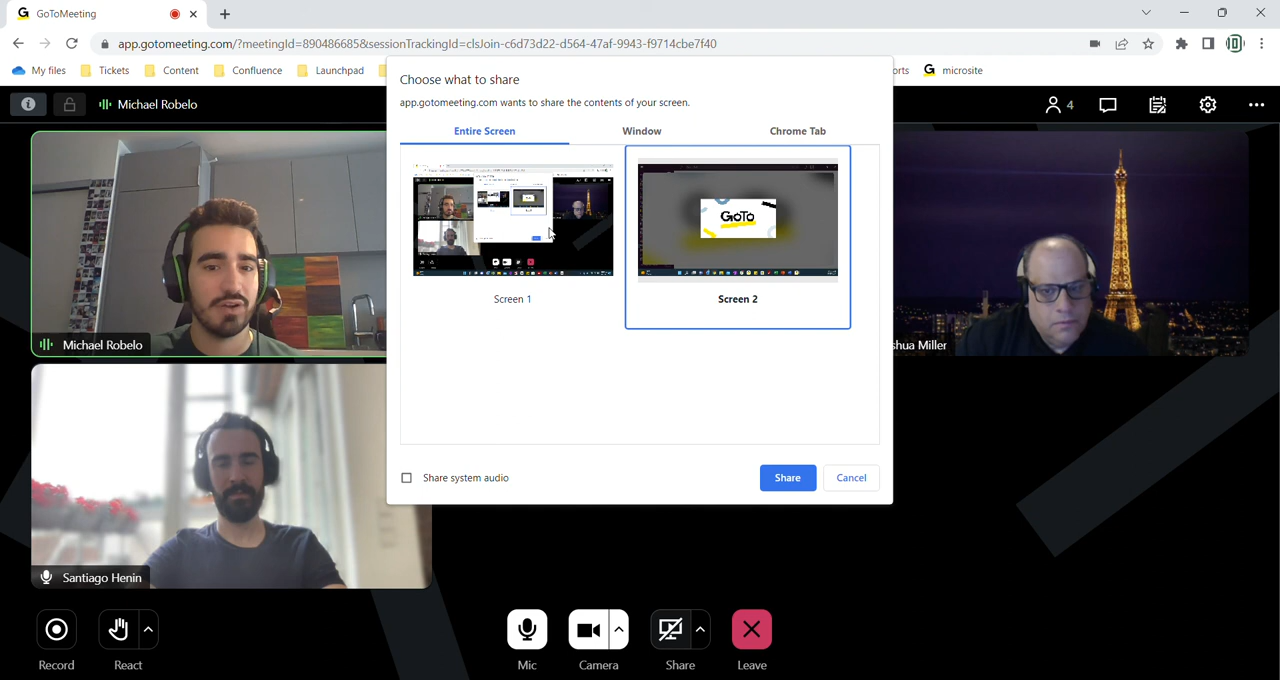 GoToMeeting
app.gotomeeting.com/?meetingId=890486685&sessionTrackingId=clsJoin-c6d73d22-d564-47af-9943-f9714cbe7f40
My files
Tickets
Content
Confluence
Launchpad
orts
microsite
Michael Robelo
4
Choose what to share
app.gotomeeting.com wants to share the contents of your screen.
Entire Screen
Window
Chrome Tab
GoTo
Screen 1
Screen 2
Share system audio
Share
Cancel
Michael Robelo
shua Miller
Santiago Henin
Record
React
Mic
Camera
Share
Leave